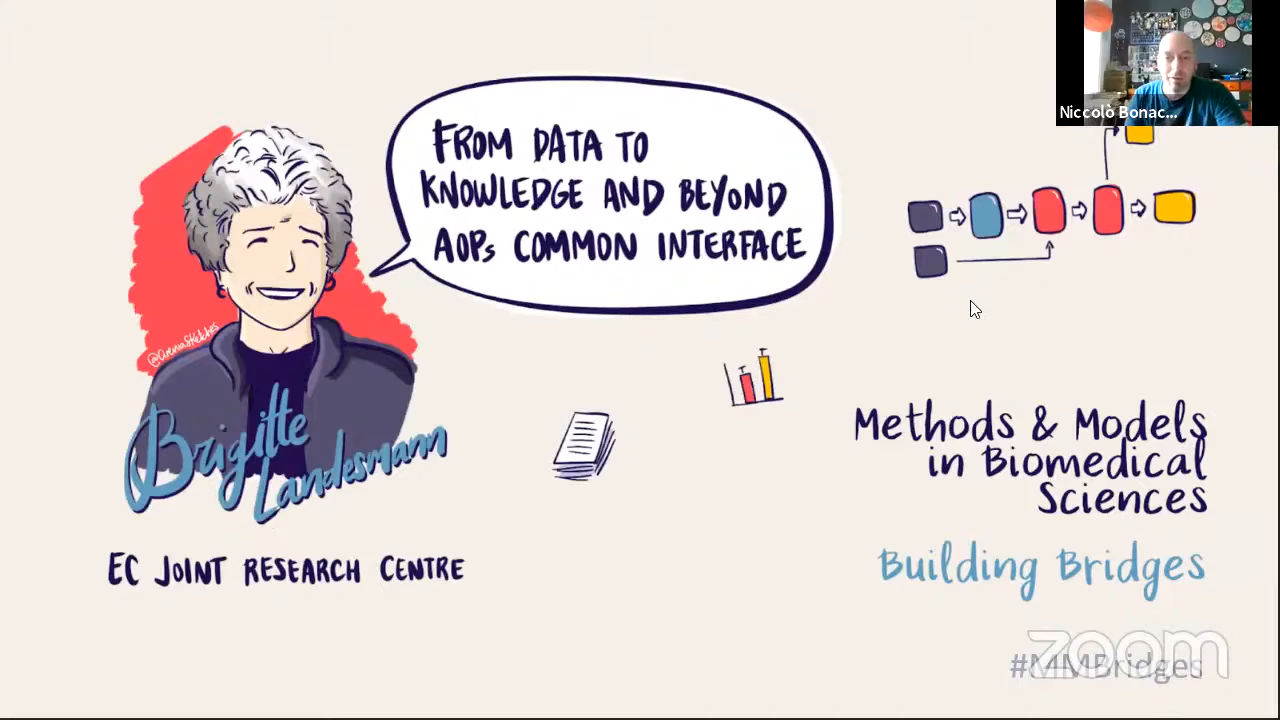 Niccolò Bonac...
FROM DATA TO
KNOWLEDGE AND BEYOND
AOPs COMMON INTERFACE
@CreniaSketches
Brigitte
Landesmann
EC JOINT RESEARCH CENTRE
Methods & Models
in Biomedical
Sciences
Building Bridges
zoom
#MMBridges